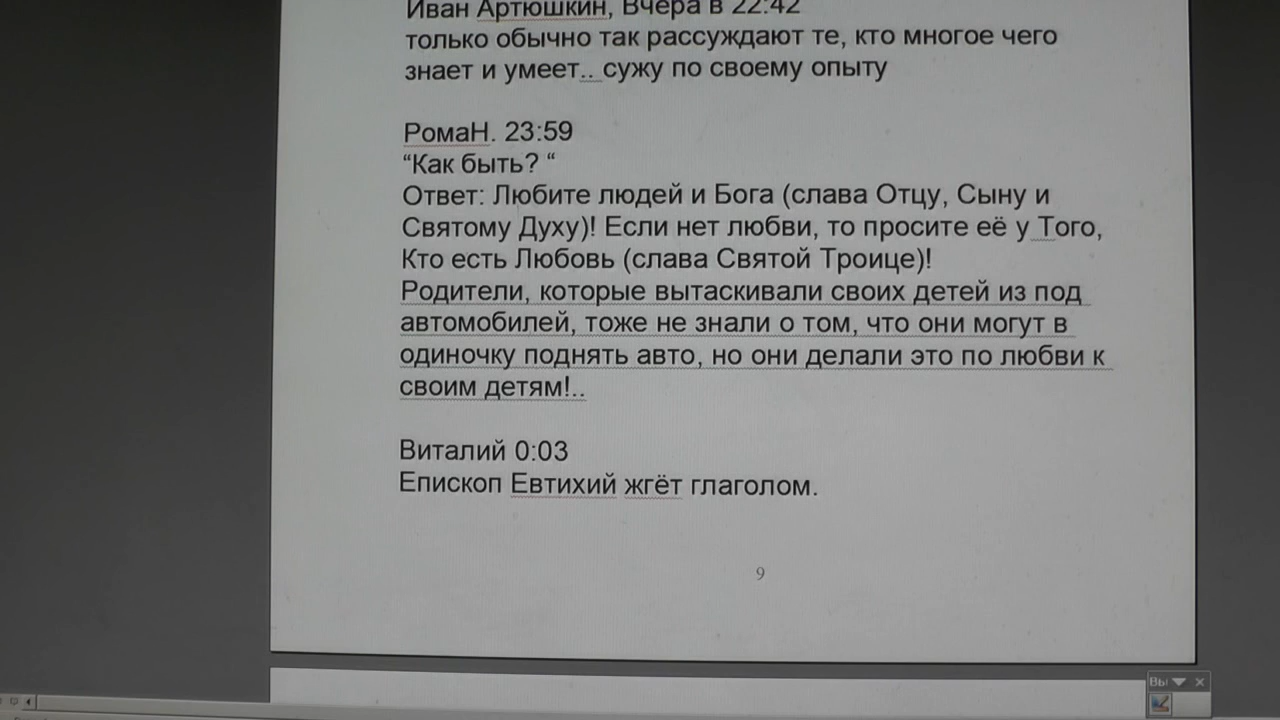 Иван Артюшкин, Вчера в 22:42
только обычно так рассуждают те, кто многое чего
знает и умеет.. сужу по своему опыту
РомаН. 23:59
“Как быть? “
Ответ: Любите людей и Бога (слава Отцу, Сыну и
Святому Духу)! Если нет любви, то просите её у Того,
Кто есть Любовь (слава Святой Троице)!
Родители, которые вытаскивали своих детей из под
автомобилей, тоже не знали о том, что они могут в
одиночку поднять авто, но они делали это по любви к
своим детям!..
Виталий 0:03
Епископ Евтихий жгёт глаголом.
9
Вы